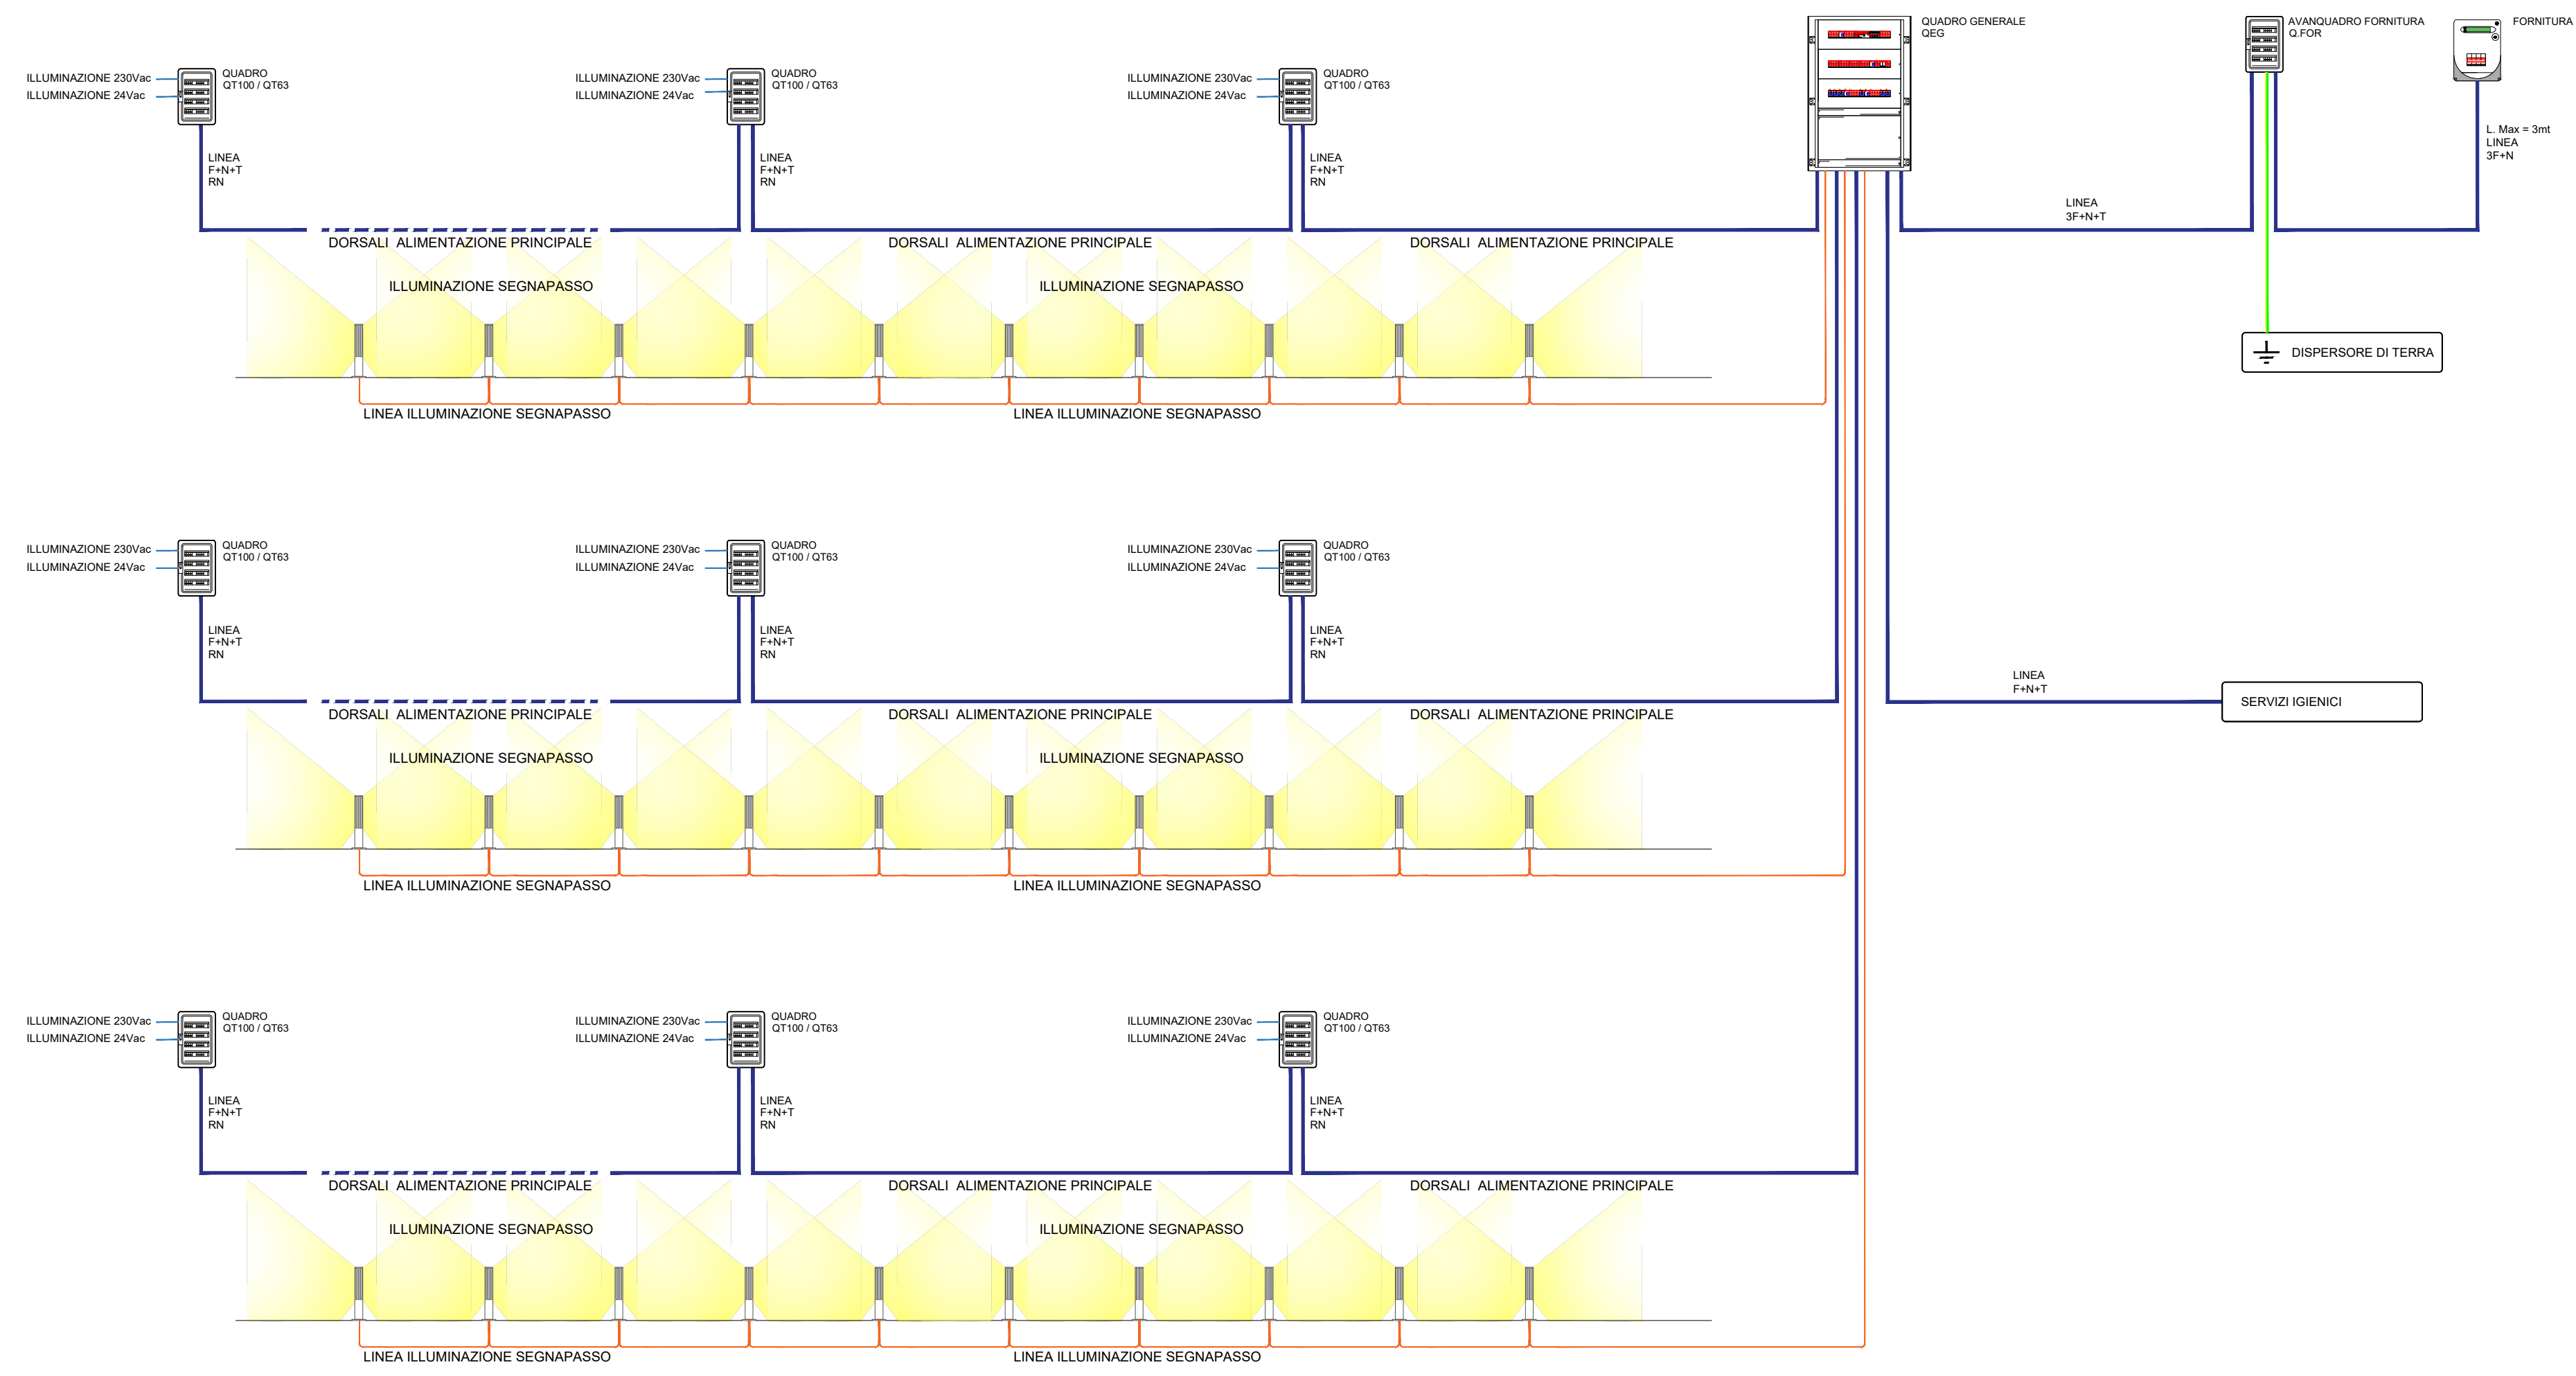 QUADRO GENERALE
QEG
AVANQUADRO FORNITURA
Q.FOR
FORNITURA
L. Max = 3mt
LINEA
3F+N
LINEA
3F+N+T
DISPERSORE DI TERRA
ILLUMINAZIONE 230Vac
ILLUMINAZIONE 24Vac
QUADRO
QT100 / QT63
LINEA
F+N+T
RN
ILLUMINAZIONE 230Vac
ILLUMINAZIONE 24Vac
QUADRO
QT100 / QT63
LINEA
F+N+T
RN
ILLUMINAZIONE 230Vac
ILLUMINAZIONE 24Vac
QUADRO
QT100 / QT63
LINEA
F+N+T
RN
DORSALI ALIMENTAZIONE PRINCIPALE
DORSALI ALIMENTAZIONE PRINCIPALE
DORSALI ALIMENTAZIONE PRINCIPALE
ILLUMINAZIONE SEGNAPASSO
ILLUMINAZIONE SEGNAPASSO
LINEA ILLUMINAZIONE SEGNAPASSO
LINEA ILLUMINAZIONE SEGNAPASSO
ILLUMINAZIONE 230Vac
ILLUMINAZIONE 24Vac
QUADRO
QT100 / QT63
LINEA
F+N+T
RN
ILLUMINAZIONE 230Vac
ILLUMINAZIONE 24Vac
QUADRO
QT100 / QT63
LINEA
F+N+T
RN
ILLUMINAZIONE 230Vac
ILLUMINAZIONE 24Vac
QUADRO
QT100 / QT63
LINEA
F+N+T
RN
LINEA
F+N+T
SERVIZI IGIENICI
DORSALI ALIMENTAZIONE PRINCIPALE
DORSALI ALIMENTAZIONE PRINCIPALE
DORSALI ALIMENTAZIONE PRINCIPALE
ILLUMINAZIONE SEGNAPASSO
ILLUMINAZIONE SEGNAPASSO
LINEA ILLUMINAZIONE SEGNAPASSO
LINEA ILLUMINAZIONE SEGNAPASSO
ILLUMINAZIONE 230Vac
ILLUMINAZIONE 24Vac
QUADRO
QT100 / QT63
LINEA
F+N+T
RN
ILLUMINAZIONE 230Vac
ILLUMINAZIONE 24Vac
QUADRO
QT100 / QT63
LINEA
F+N+T
RN
ILLUMINAZIONE 230Vac
ILLUMINAZIONE 24Vac
QUADRO
QT100 / QT63
LINEA
F+N+T
RN
DORSALI ALIMENTAZIONE PRINCIPALE
DORSALI ALIMENTAZIONE PRINCIPALE
DORSALI ALIMENTAZIONE PRINCIPALE
ILLUMINAZIONE SEGNAPASSO
ILLUMINAZIONE SEGNAPASSO
LINEA ILLUMINAZIONE SEGNAPASSO
LINEA ILLUMINAZIONE SEGNAPASSO